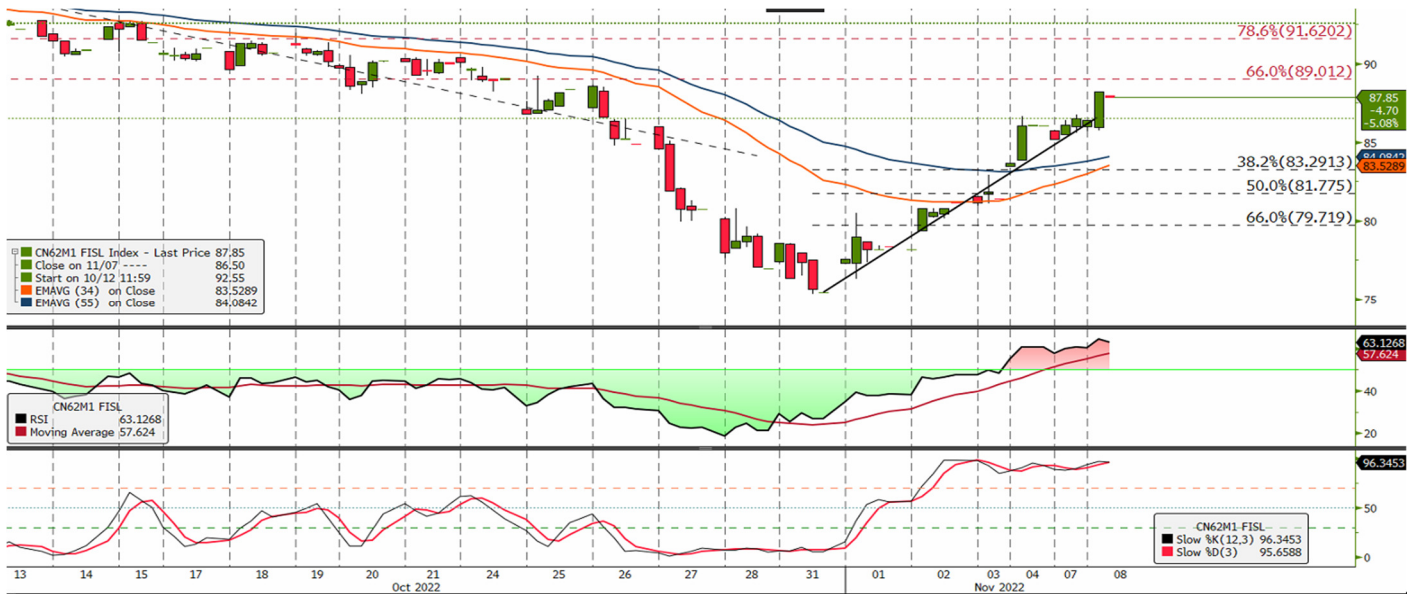 78.6%(91.6202)
66.0%(89.012)
90
87.85
-4.70
-5.08%
85
84.0842
83.5289
38.2%(83.2913)
50.0%(81.775)
66.0%(79.719)
80
75
CN62M1 FISL Index - Last Price 87.85
Close on 11/07 ---- 86.50
Start on 10/12 11:59 92.55
EMAVG (34) on Close 83.5289
EMAVG (55) on Close 84.0842
63.1268
57.624
40
20
CN62M1 FISL
RSI 63.1268
Moving Average 57.624
96.3453
50
0
CN62M1 FISL
Slow %K(12,3) 96.3453
Slow %D(3) 95.6588
13 14 15 17 18 19 20 21 24 25 26 27 28 31 01 02 03 04 07 08
Oct 2022 Nov 2022